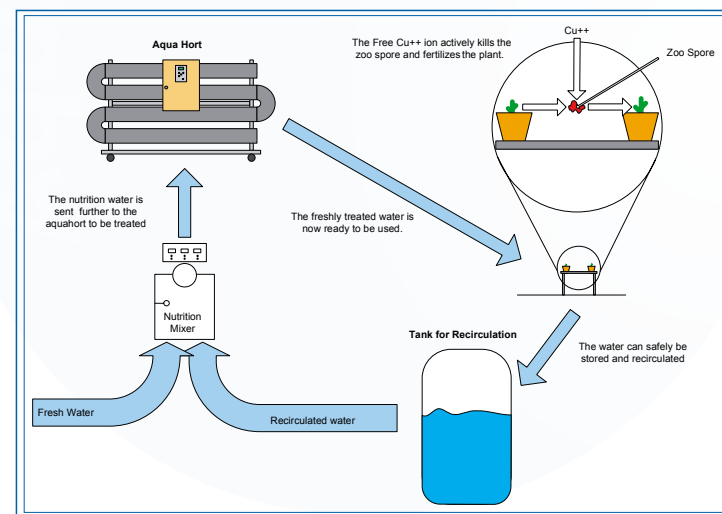 Aqua Hort
The Free Cu++ ion actively kills the
zoo spore and fertilizes the plant.
Cu++
Zoo Spore
The nutrition water is
sent further to the
aquahort to be treated
The freshly treated water is
now ready to be used.
Nutrition
Mixer
Tank for Recirculation
The water can safely be
stored and recirculated
Fresh Water
Recirculated water